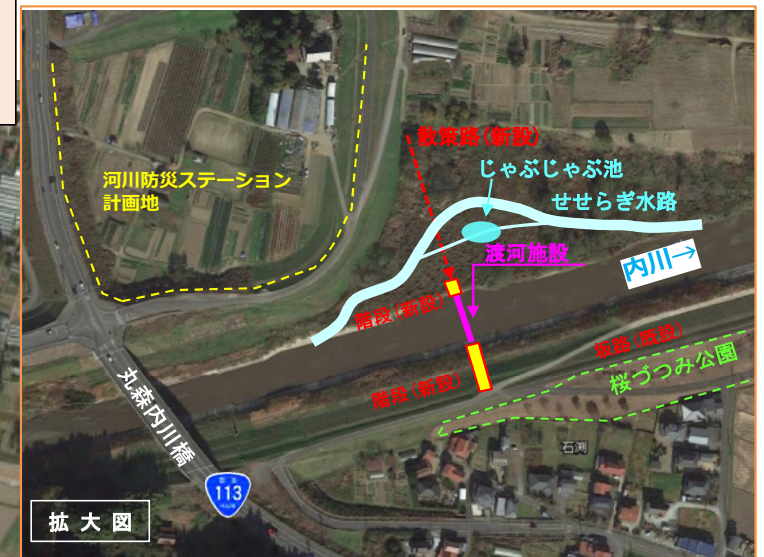 散策路(新設)
じゃぶじゃぶ池
せせらぎ水路
河川防災ステーション
計画地
渡河施設
内川→
階段(新設)
坂路(既設)
桜づつみ公園
階段(新設)
丸森内川橋
石渕
113
拡大図